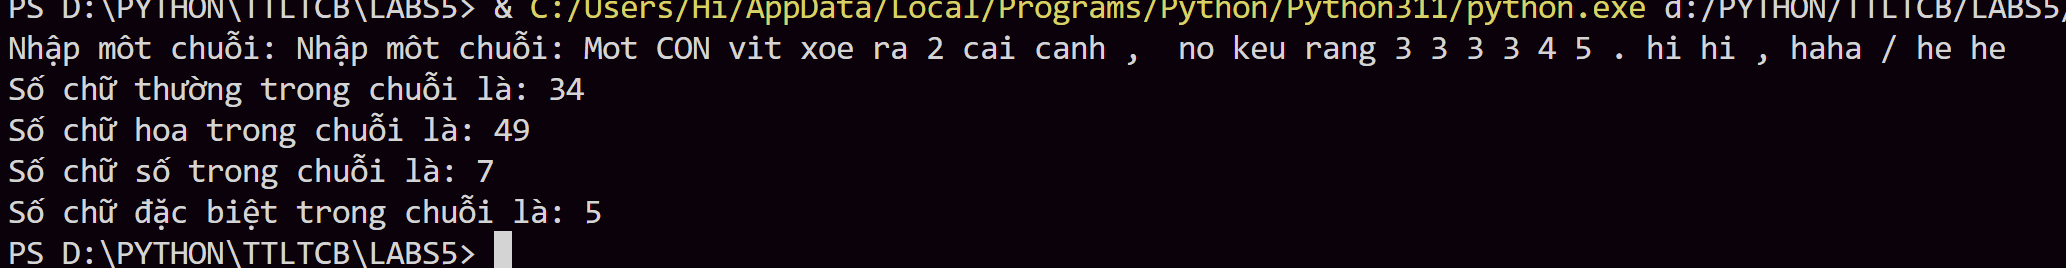 PS D:\PYTHON\TTLTCB\LABS5> & C:/Users/Hi/AppData/Local/Programs/Python/Python311/python.exe d:/PYTHON/TTLTCB/LABS5/
Nhập môt chuỗi: Nhập môt chuỗi: Mot CON vit xoe ra 2 cai canh ,  no keu rang 3 3 3 3 4 5 . hi hi , haha / he he
Số chữ thường trong chuỗi là: 34
Số chữ hoa trong chuỗi là: 49
Số chữ số trong chuỗi là: 7
Số chữ đặc biệt trong chuỗi là: 5
PS D:\PYTHON\TTLTCB\LABS5>